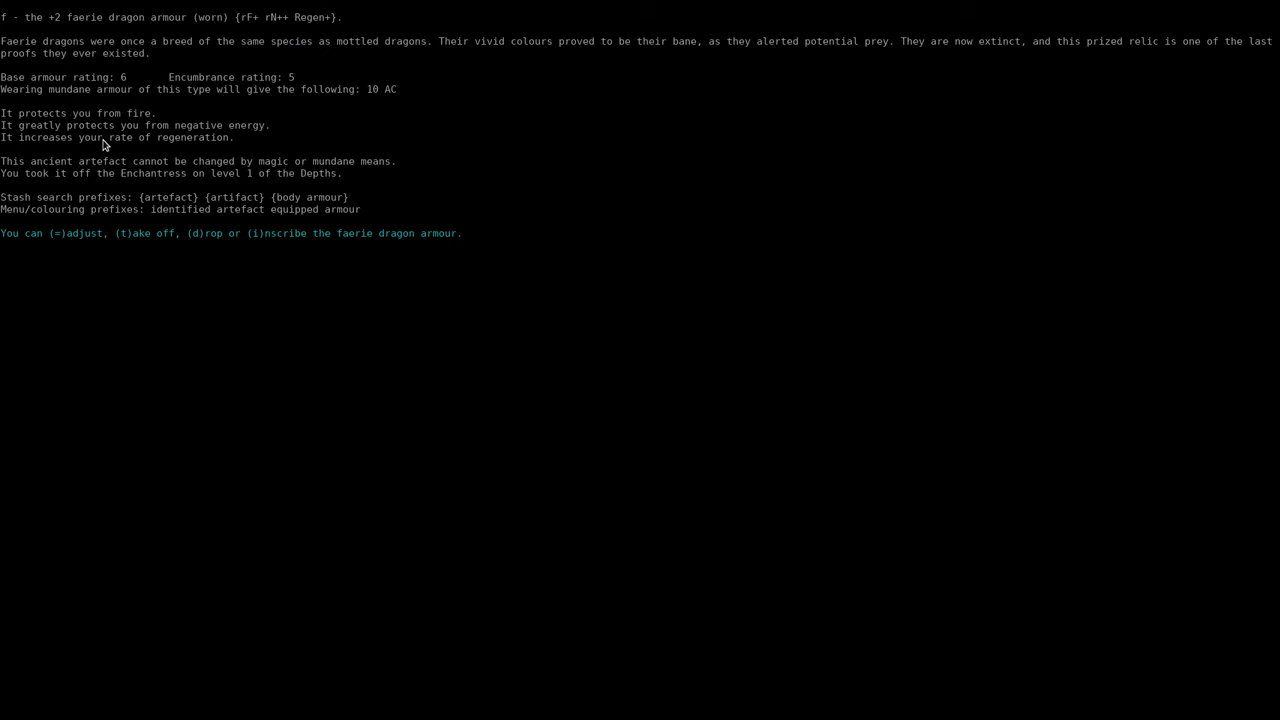 f - the +2 faerie dragon armour (worn) {rF+ rN++ Regen+}.
Faerie dragons were once a breed of the same species as mottled dragons. Their vivid colours proved to be their bane, as they alerted potential prey. They are now extinct, and this prized relic is one of the last
proofs they ever existed.
Base armour rating: 6       Encumbrance rating: 5
Wearing mundane armour of this type will give the following: 10 AC
It protects you from fire.
It greatly protects you from negative energy.
It increases your rate of regeneration.
This ancient artefact cannot be changed by magic or mundane means.
You took it off the Enchantress on level 1 of the Depths.
Stash search prefixes: {artefact} {artifact} {body armour}
Menu/colouring prefixes: identified artefact equipped armour
You can (=)adjust, (t)ake off, (d)rop or (i)nscribe the faerie dragon armour.